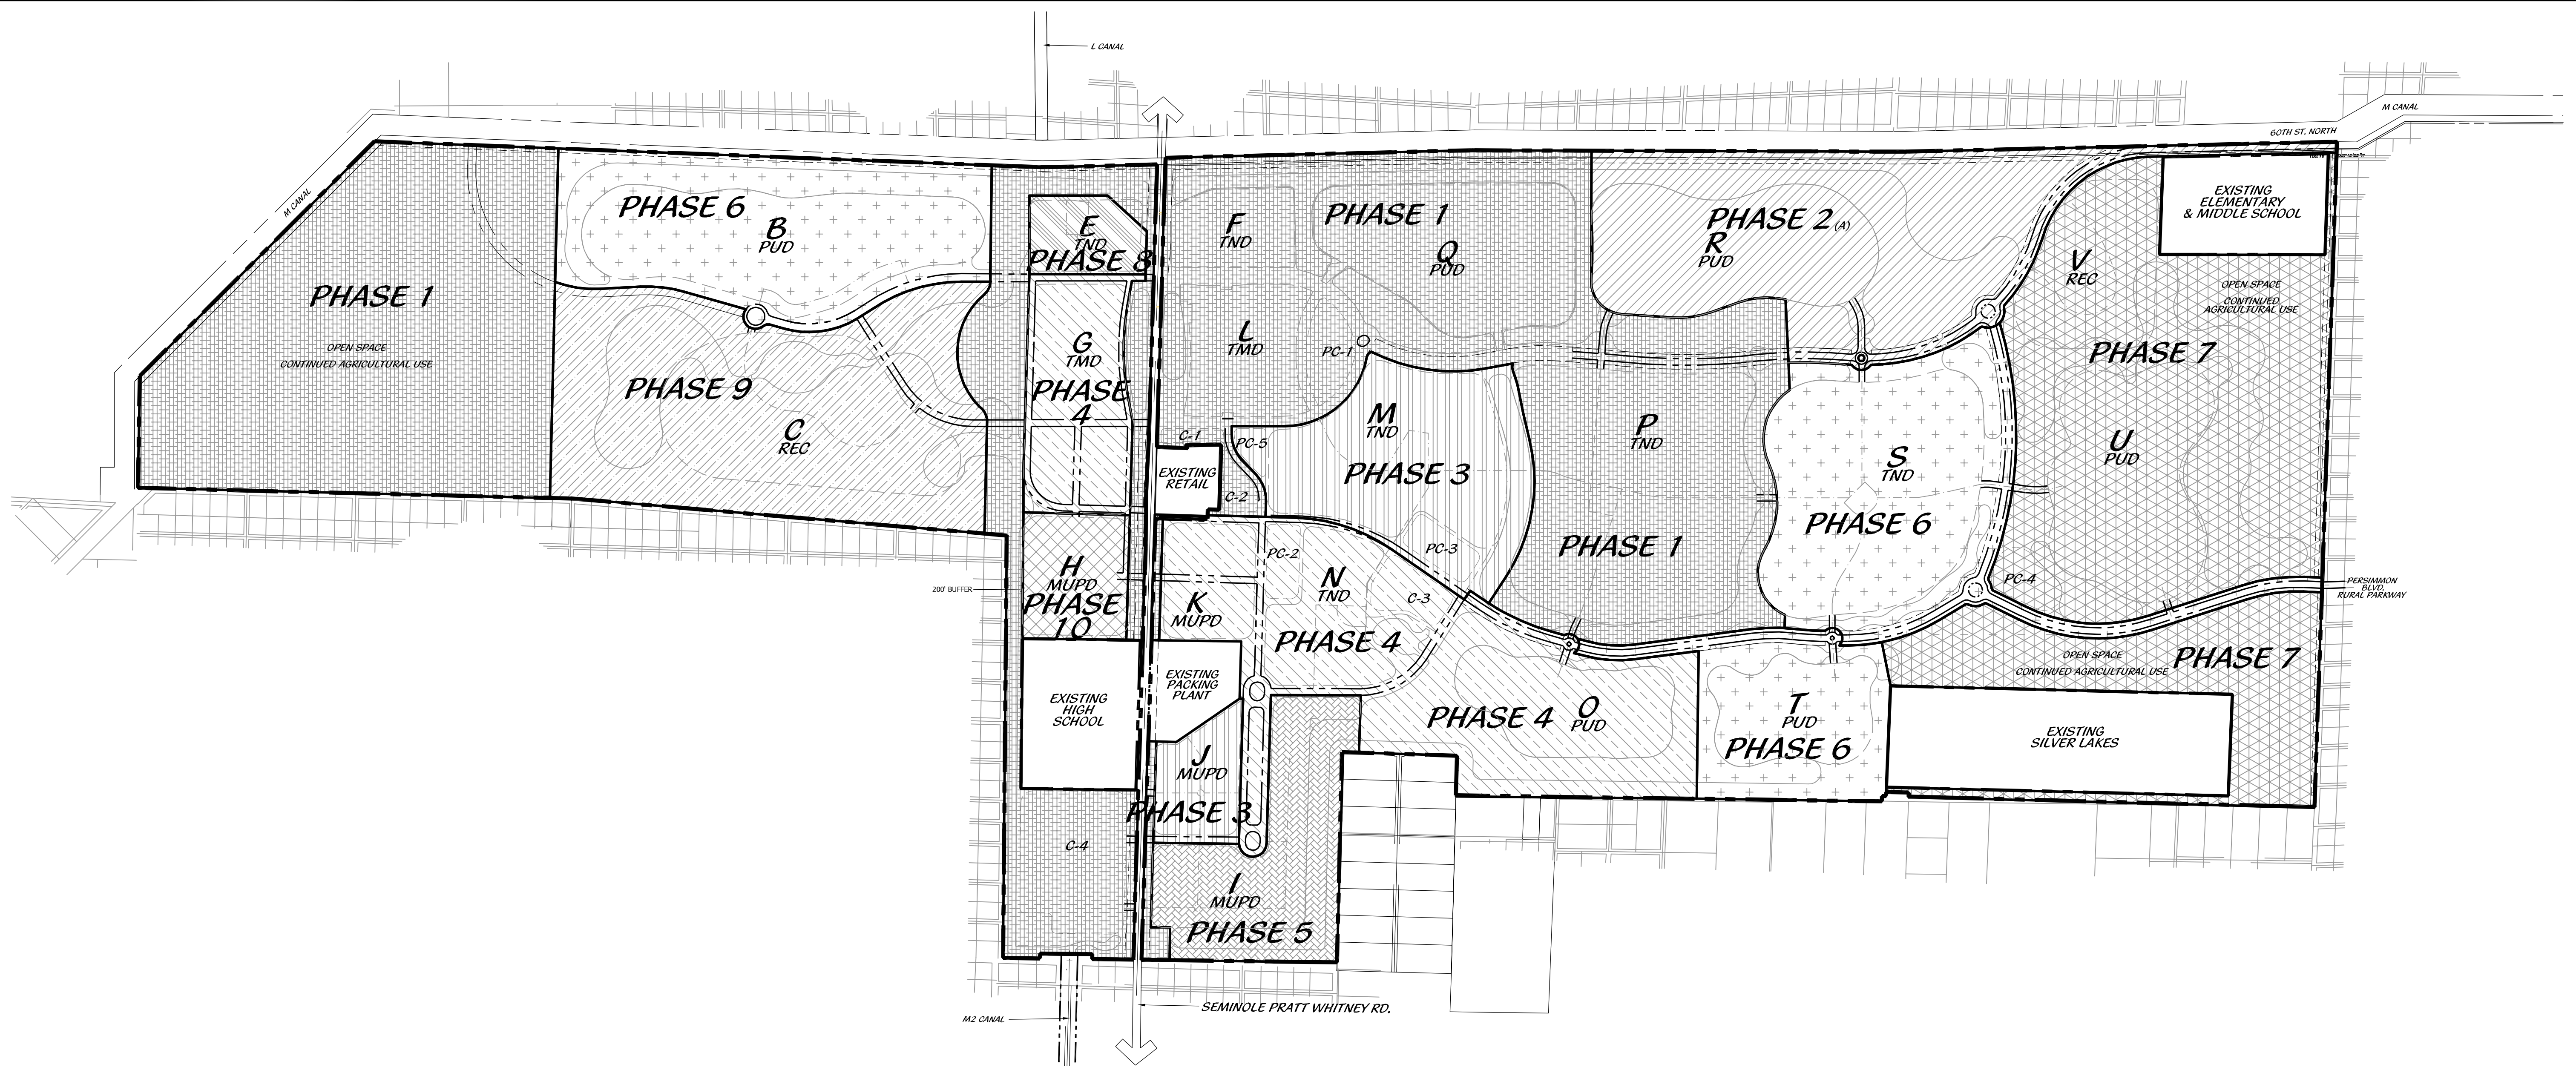 L CANAL
M CANAL
60TH ST. NORTH
M CANAL
PHASE 1
OPEN SPACE
CONTINUED AGRICULTURAL USE
PHASE 6
B
PUD
PHASE 9
C
REC
E
TND
PHASE 8
G
TMD
PHASE
4
H
MUPD
PHASE
10
200' BUFFER
EXISTING
HIGH
SCHOOL
C-4
M2 CANAL
SEMINOLE PRATT WHITNEY RD.
F
TND
PHASE 1
Q
PUD
L
TMD
PC-1
C-1
PC-5
EXISTING
RETAIL
C-2
M
TND
PHASE 3
PC-3
PC-2
N
TND
C-3
K
MUPD
PHASE 4
EXISTING
PACKING
PLANT
J
MUPD
PHASE 3
I
MUPD
PHASE 5
PHASE 4
O
PUD
P
TND
PHASE 1
PHASE 2 (A)
R
PUD
S
TND
PHASE 6
T
PUD
PHASE 6
V
REC
EXISTING
ELEMENTARY
& MIDDLE SCHOOL
OPEN SPACE
CONTINUED
AGRICULTURAL USE
PHASE 7
U
PUD
PC-4
PERSIMMON
BLVD.
RURAL PARKWAY
OPEN SPACE
CONTINUED AGRICULTURAL USE
PHASE 7
EXISTING
SILVER LAKES